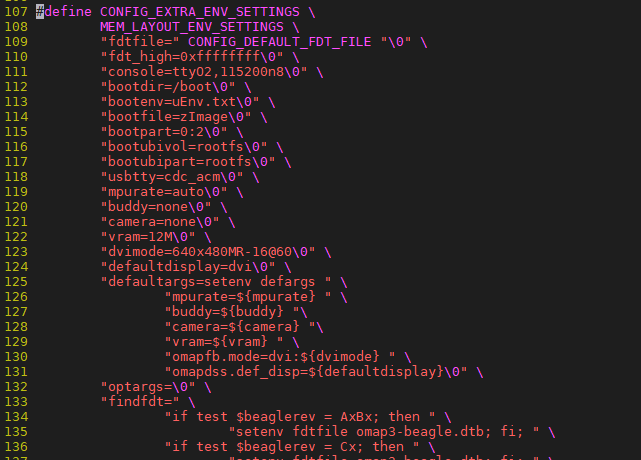 107 #define CONFIG_EXTRA_ENV_SETTINGS \
108 MEM_LAYOUT_ENV_SETTINGS \
109 "fdtfile=" CONFIG_DEFAULT_FDT_FILE "\0" \
110 "fdt_high=0xffffffff\0" \
111 "console=ttyO2,115200n8\0" \
112 "bootdir=/boot\0" \
113 "bootenv=uEnv.txt\0" \
114 "bootfile=zImage\0" \
115 "bootpart=0:2\0" \
116 "bootubivol=rootfs\0" \
117 "bootubipart=rootfs\0" \
118 "usbtty=cdc_acm\0" \
119 "mpurate=auto\0" \
120 "buddy=none\0" \
121 "camera=none\0" \
122 "vram=12M\0" \
123 "dvimode=640x480MR-16@60\0" \
124 "defaultdisplay=dvi\0" \
125 "defaultargs=setenv defargs " \
126 "mpurate=${mpurate} " \
127 "buddy=${buddy} "\
128 "camera=${camera} "\
129 "vram=${vram} " \
130 "omapfb.mode=dvi:${dvimode} " \
131 "omapdss.def_disp=${defaultdisplay}\0" \
132 "optargs=\0" \
133 "findfdt=" \
134 "if test $beaglerev = AxBx; then " \
135 "setenv fdtfile omap3-beagle.dtb; fi; " \
136 "if test $beaglerev = Cx; then " \